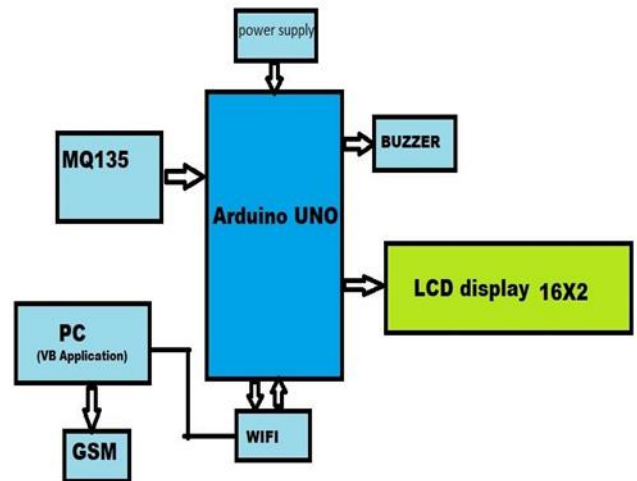 power supply
MQ135
BUZZER
Arduino UNO
LCD display 16X2
PC
(VB Application)
WIFI
GSM